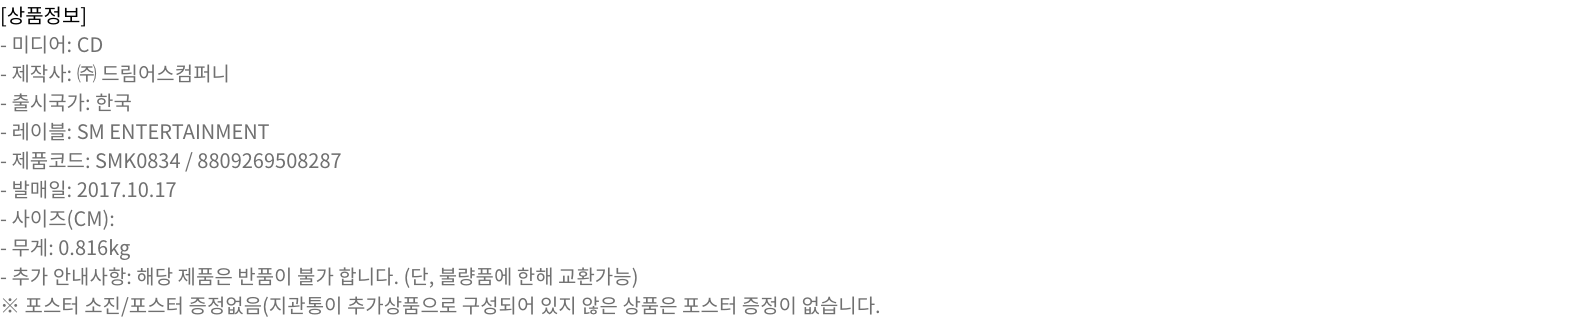 [상품정보]
- 미디어: CD
- 제작사: ㈜ 드림어스컴퍼니
- 출시국가: 한국
- 레이블: SM ENTERTAINMENT
- 제품코드: SMK0834 / 8809269508287
- 발매일: 2017.10.17
- 사이즈(CM):
- 무게: 0.816kg
- 추가 안내사항: 해당 제품은 반품이 불가 합니다. (단, 불량품에 한해 교환가능)
※ 포스터 소진/포스터 증정없음(지관통이 추가상품으로 구성되어 있지 않은 상품은 포스터 증정이 없습니다.